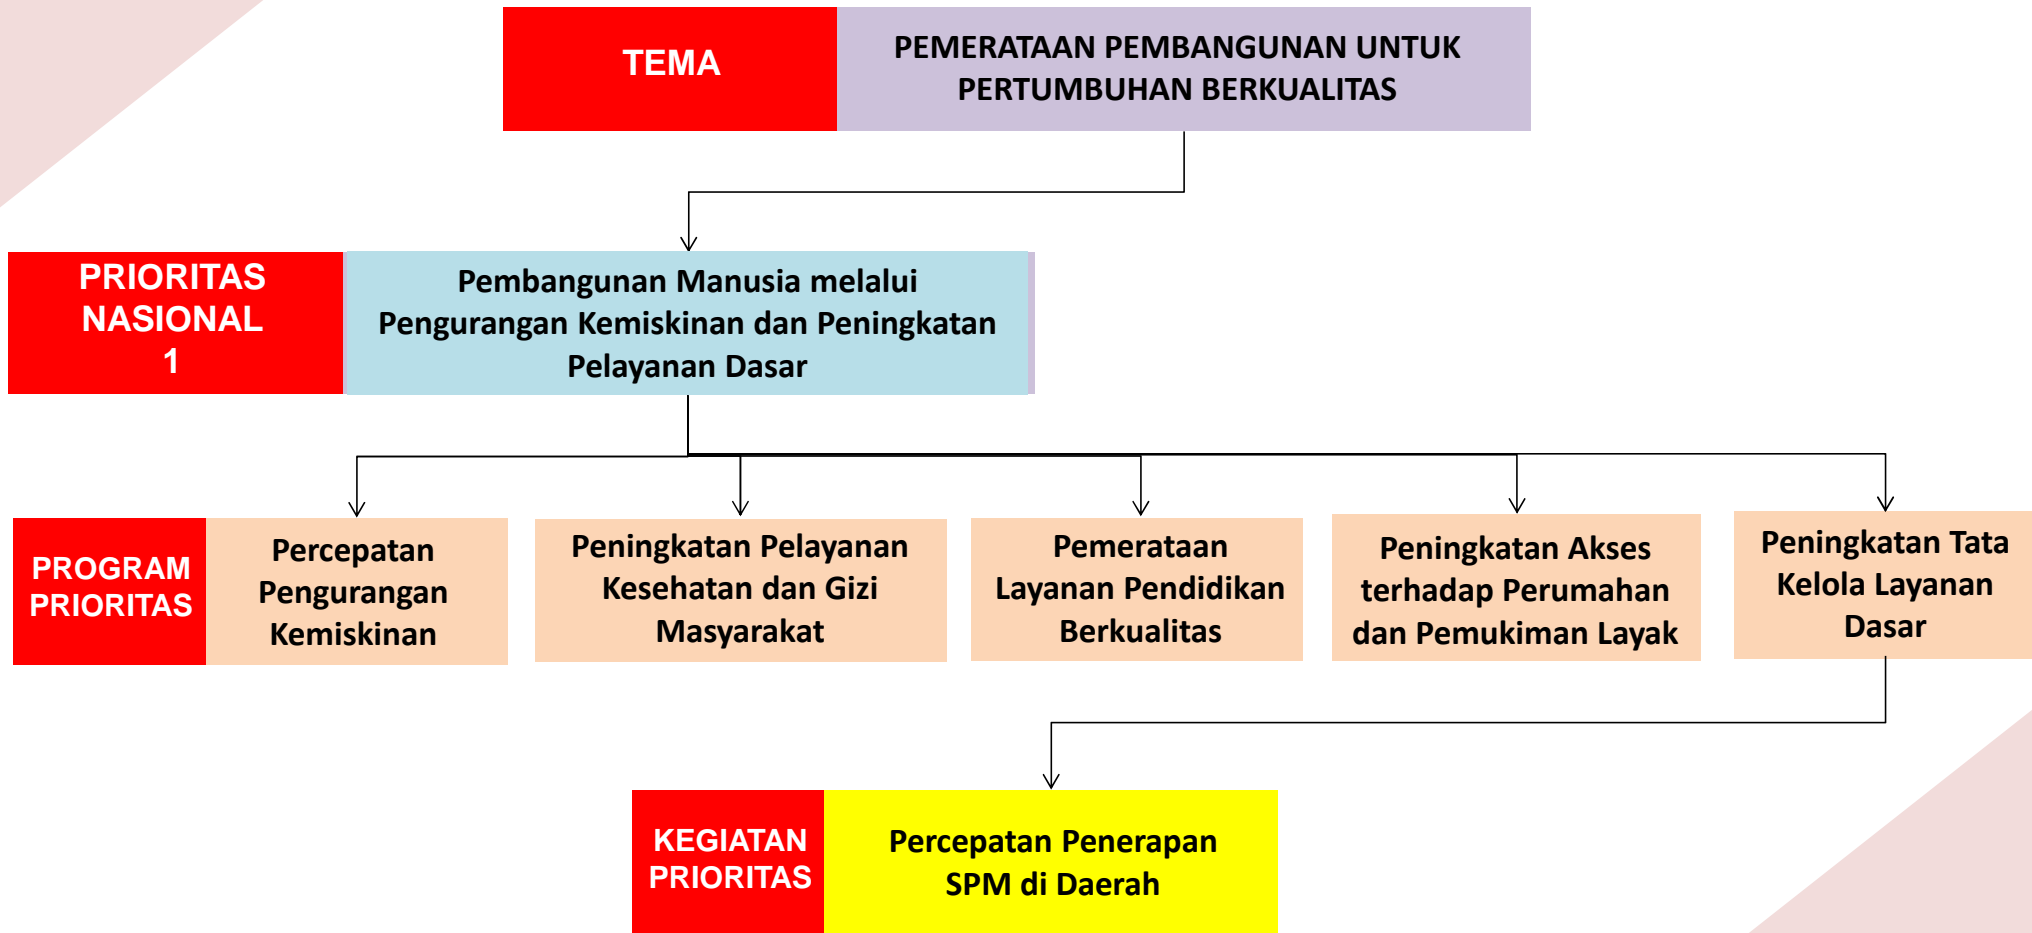 TEMA
PEMERATAAN PEMBANGUNAN UNTUK
PERTUMBUHAN BERKUALITAS
PRIORITAS
NASIONAL
1
Pembangunan Manusia melalui
Pengurangan Kemiskinan dan Peningkatan
Pelayanan Dasar
PROGRAM
PRIORITAS
Percepatan
Pengurangan
Kemiskinan
Peningkatan Pelayanan
Kesehatan dan Gizi
Masyarakat
Pemerataan
Layanan Pendidikan
Berkualitas
Peningkatan Akses
terhadap Perumahan
dan Pemukiman Layak
Peningkatan Tata
Kelola Layanan
Dasar
KEGIATAN
PRIORITAS
Percepatan Penerapan
SPM di Daerah